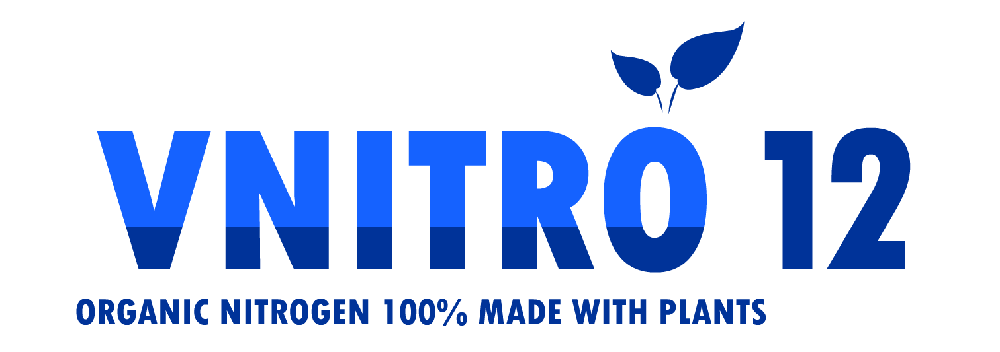 VNITRO 12
ORGANIC NITROGEN 100% MADE WITH PLANTS